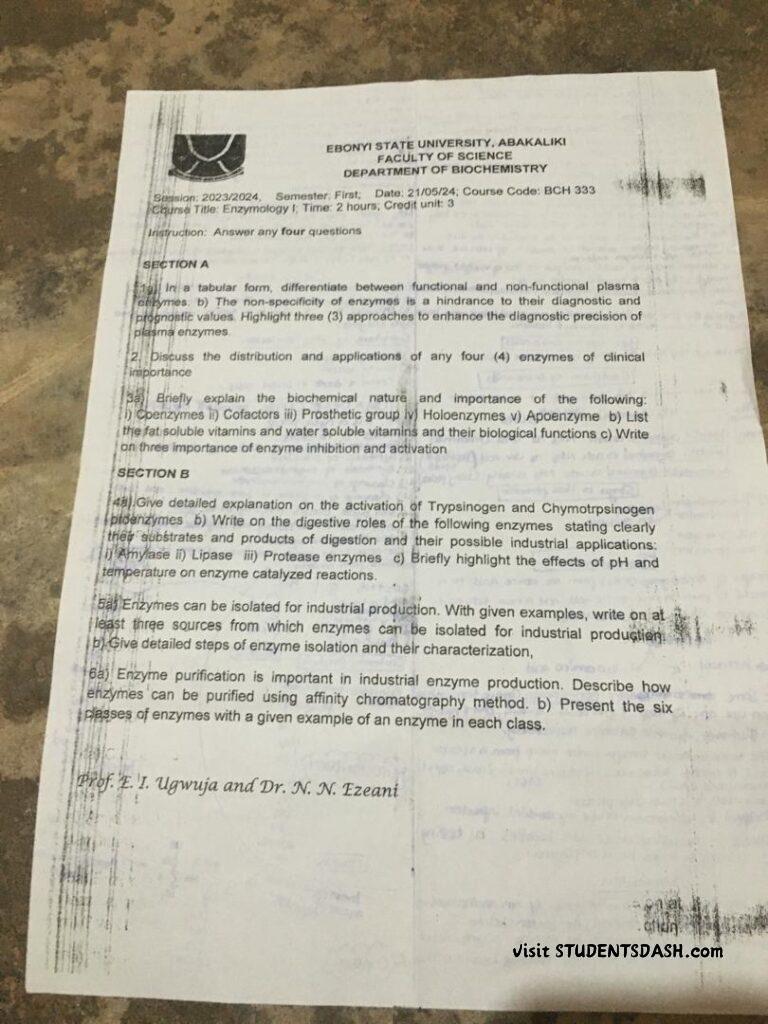 EBONYI STATE UNIVERSITY, ABAKALIKI
FACULTY OF SCIENCE
DEPARTMENT OF BIOCHEMISTRY
Session: 2023/2024, Semester: First; Date: 21/05/24; Course Code: BCH 333
Course Title: Enzymology I; Time: 2 hours; Credit unit: 3
Instruction: Answer any four questions
SECTION A
1a) In a tabular form, differentiate between functional and non-functional plasma
enzymes. b) The non-specificity of enzymes is a hindrance to their diagnostic and
prognostic values. Highlight three (3) approaches to enhance the diagnostic precision of
plasma enzymes.
2. Discuss the distribution and applications of any four (4) enzymes of clinical
importance
3a) Briefly explain the biochemical nature and importance of the following:
i) Coenzymes ii) Cofactors iii) Prosthetic group iv) Holoenzymes v) Apoenzyme b) List
the fat soluble vitamins and water soluble vitamins and their biological functions c) Write
on three importance of enzyme inhibition and activation
SECTION B
4a) Give detailed explanation on the activation of Trypsinogen and Chymotrpsinogen
proenzymes b) Write on the digestive roles of the following enzymes stating clearly
their substrates and products of digestion and their possible industrial applications:
i) Amylase ii) Lipase iii) Protease enzymes c) Briefly highlight the effects of pH and
temperature on enzyme catalyzed reactions.
5a) Enzymes can be isolated for industrial production. With given examples, write on at
least three sources from which enzymes can be isolated for industrial production.
b) Give detailed steps of enzyme isolation and their characterization,
6a) Enzyme purification is important in industrial enzyme production. Describe how
enzymes can be purified using affinity chromatography method. b) Present the six
classes of enzymes with a given example of an enzyme in each class.
Prof. E. I. Ugwuja and Dr. N. N. Ezeani
visit STUDENTSDASH.com